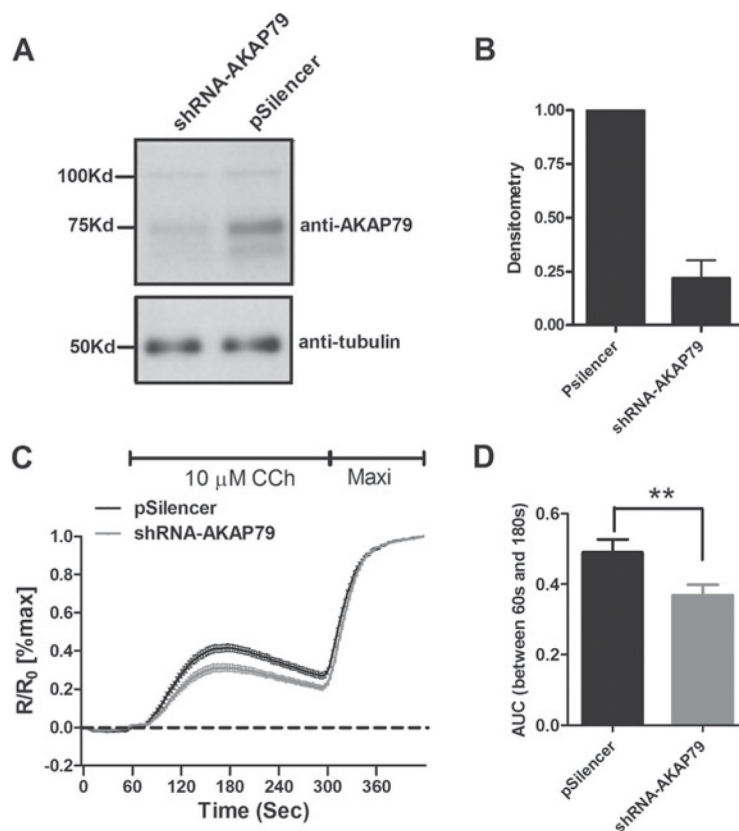 A
shRNA-AKAP79
pSilencer
100Kd
75Kd
anti-AKAP79
50Kd
anti-tubulin
B
Densitometry
1.00
0.75
0.50
0.25
0.00
Psilencer
shRNA-AKAP79
C
10 μM CCh
Maxi
pSilencer
shRNA-AKAP79
R/R₀ [%max]
1.0
0.8
0.6
0.4
0.2
0.0
-0.2
0 60 120 180 240 300 360
Time (Sec)
D
**
AUC (between 60s and 180s)
0.6
0.4
0.2
0.0
pSilencer
shRNA-AKAP79